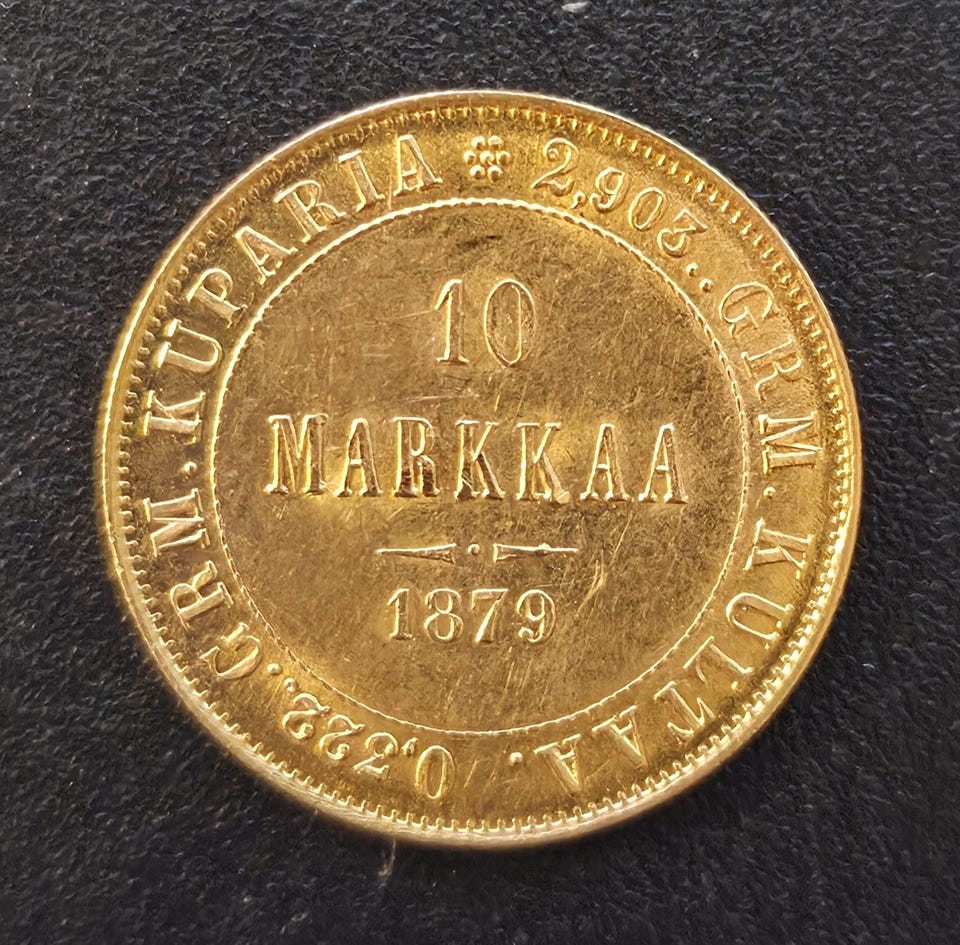 10
MARKKAA
1879
2,903. GRM. KULTAA. 0,322. GRM. KUPARIA